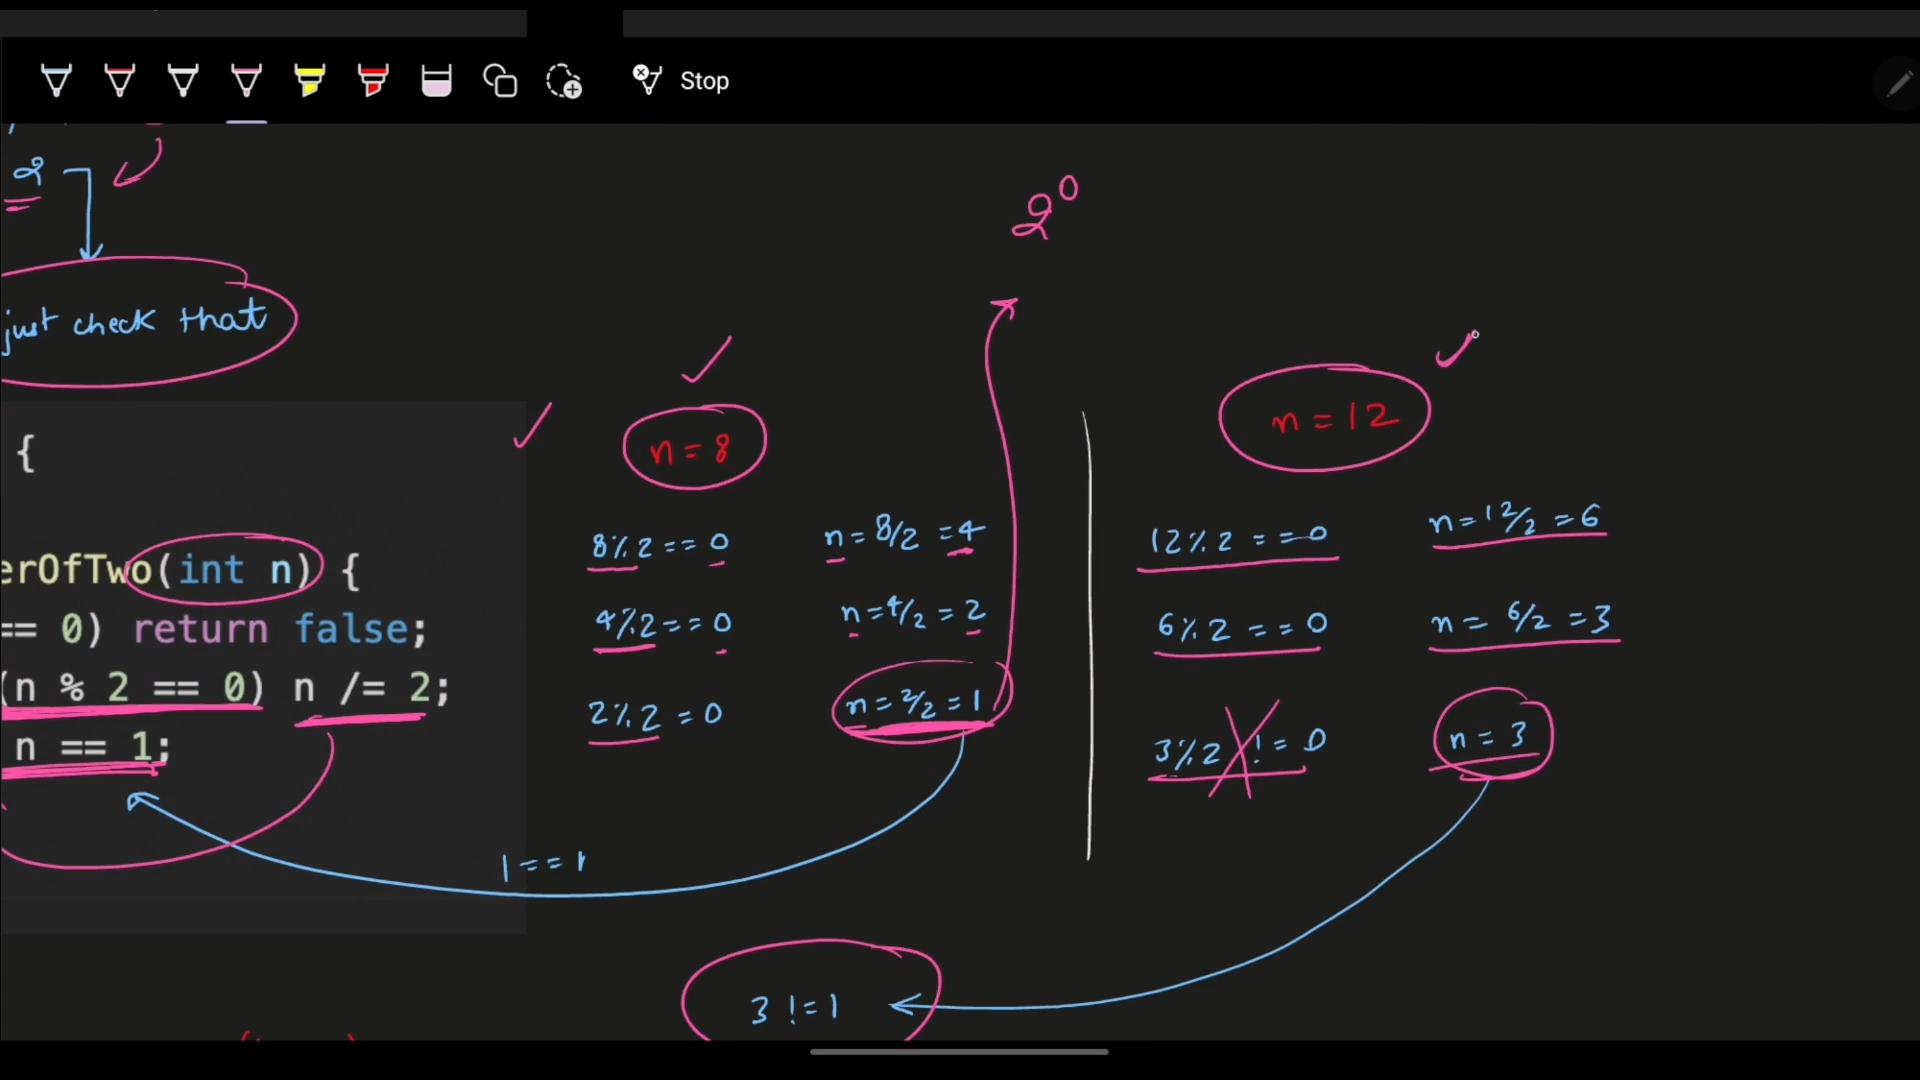 Stop
2
2⁰
just check that
n = 8
n = 12
{
8%2 == 0
n = 8/2 = 4
12%2 == 0
n = 12/2 = 6
erOfTwo(int n) {
== 0) return false;
4%2 == 0
n = 4/2 = 2
6%2 == 0
n = 6/2 = 3
(n % 2 == 0) n /= 2;
2%2 = 0
n = 2/2 = 1
3%2 != 0
n = 3
n == 1;
1 == 1
3 != 1